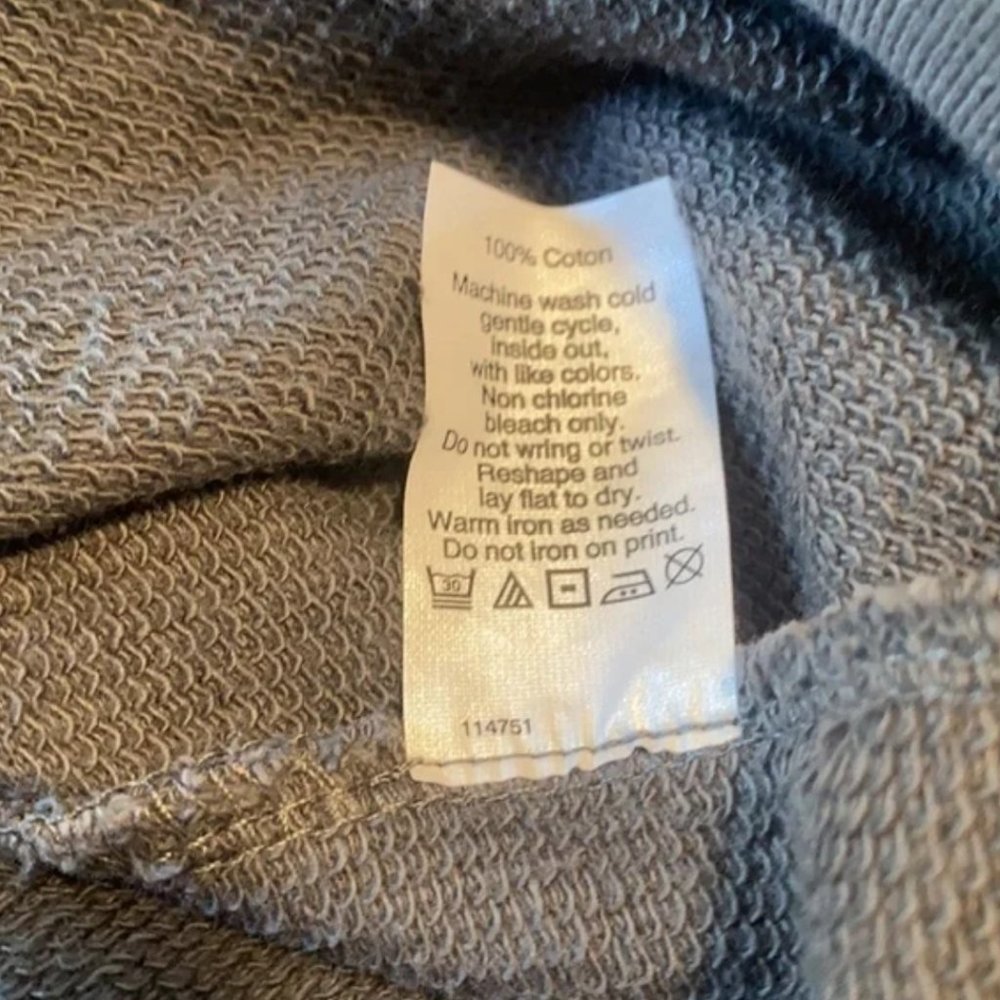 100% Coton
Machine wash cold
gentle cycle,
inside out,
with like colors.
Non chlorine
bleach only.
Do not wring or twist.
Reshape and
lay flat to dry.
Warm iron as needed.
Do not iron on print.
30
114751